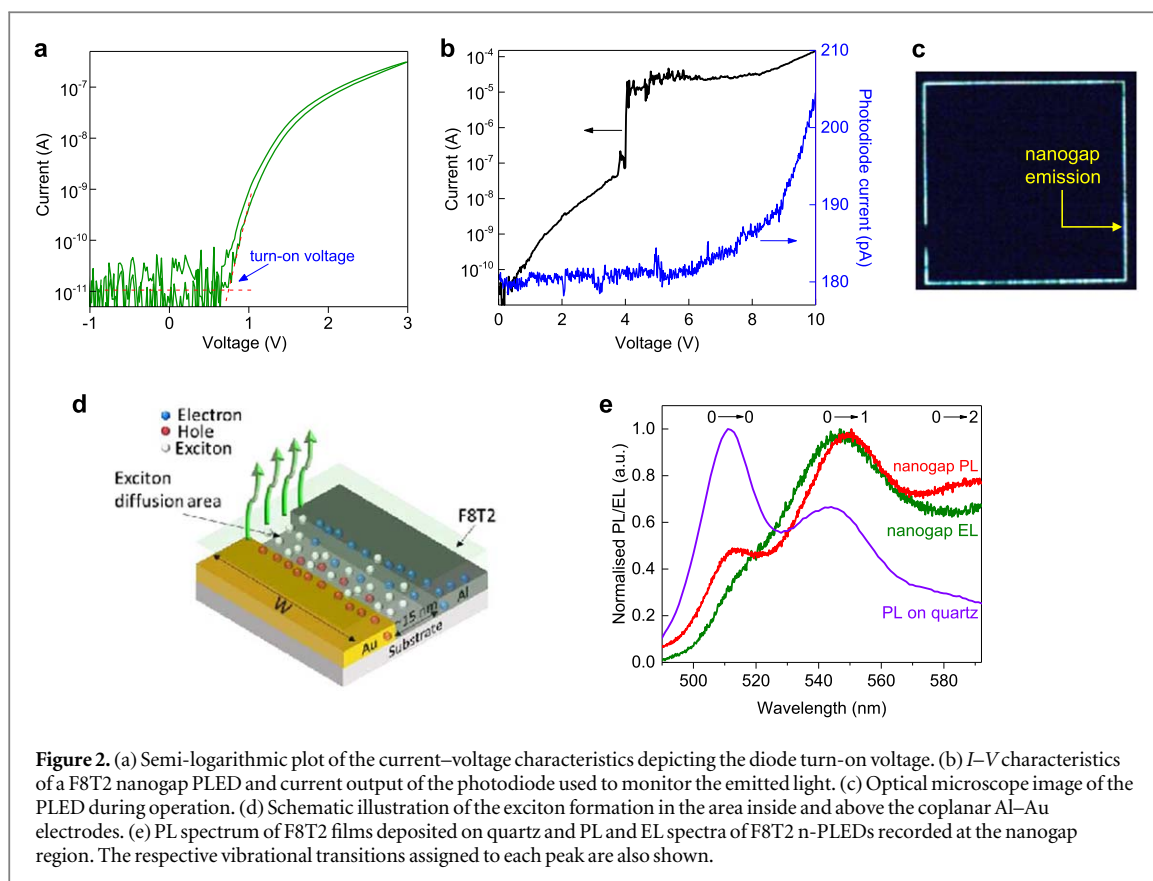 a
10⁻⁷
10⁻⁸
10⁻⁹
10⁻¹⁰
10⁻¹¹
Current (A)
turn-on voltage
-1 0 1 2 3
Voltage (V)
b
10⁻⁴
10⁻⁵
10⁻⁶
10⁻⁷
10⁻⁸
10⁻⁹
10⁻¹⁰
Current (A)
210
200
190
180
Photodiode current (pA)
0 2 4 6 8 10
Voltage (V)
c
nanogap
emission
d
Electron
Hole
Exciton
Exciton
diffusion area
F8T2
W
~15 nm
Al
Au
Substrate
e
0→0 0→1 0→2
1.0
0.8
0.6
0.4
0.2
0.0
Normalised PL/EL (a.u.)
nanogap PL
nanogap EL
PL on quartz
500 520 540 560 580
Wavelength (nm)
Figure 2. (a) Semi-logarithmic plot of the current–voltage characteristics depicting the diode turn-on voltage. (b) I–V characteristics
of a F8T2 nanogap PLED and current output of the photodiode used to monitor the emitted light. (c) Optical microscope image of the
PLED during operation. (d) Schematic illustration of the exciton formation in the area inside and above the coplanar Al–Au
electrodes. (e) PL spectrum of F8T2 films deposited on quartz and PL and EL spectra of F8T2 n-PLEDs recorded at the nanogap
region. The respective vibrational transitions assigned to each peak are also shown.